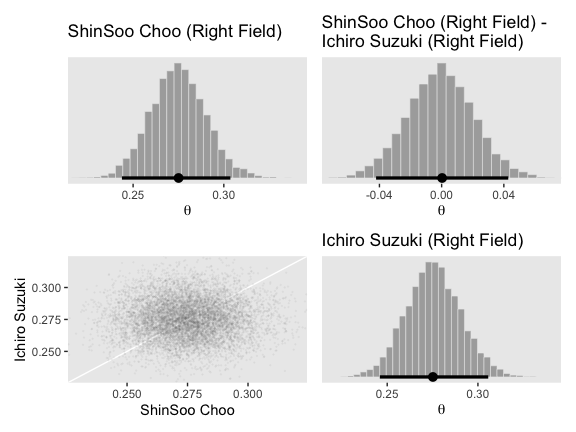 ShinSoo Choo (Right Field)
ShinSoo Choo (Right Field) -
Ichiro Suzuki (Right Field)
0.25 0.30
θ
-0.04 0.00 0.04
θ
Ichiro Suzuki
0.300
0.275
0.250
0.250 0.275 0.300
ShinSoo Choo
Ichiro Suzuki (Right Field)
0.25 0.30
θ